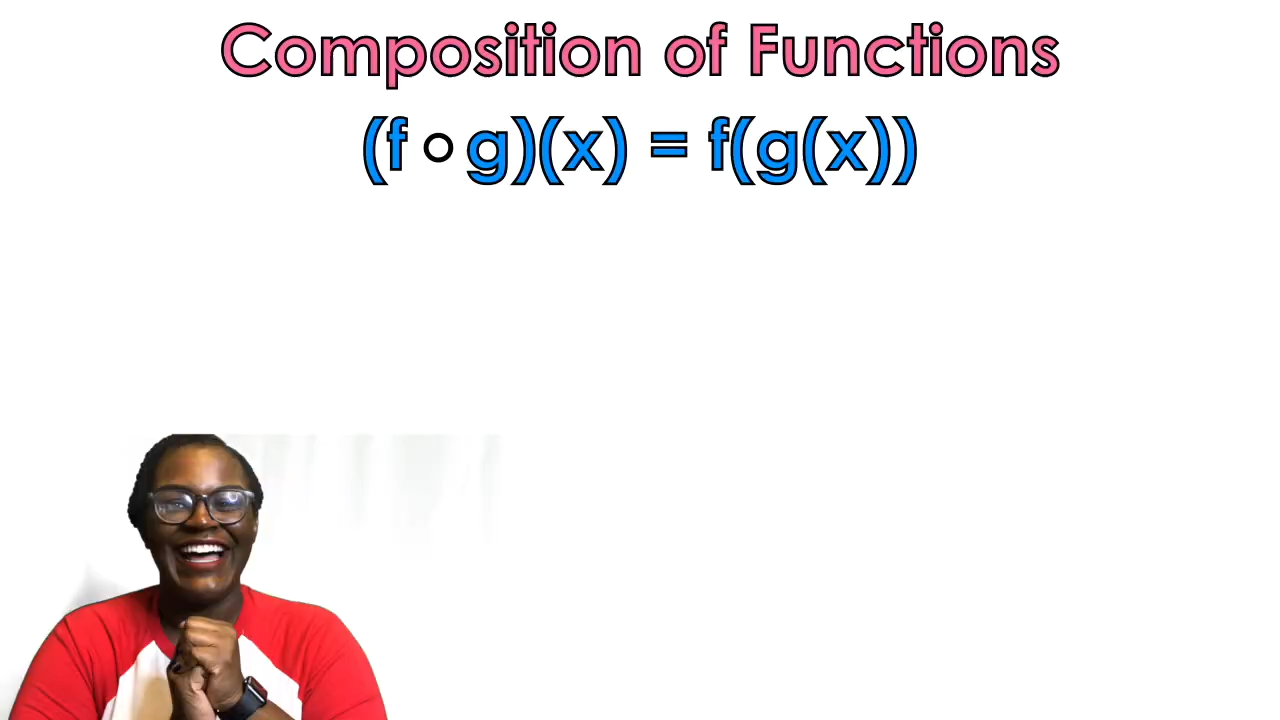 Composition of Functions
(f ∘ g)(x) = f(g(x))